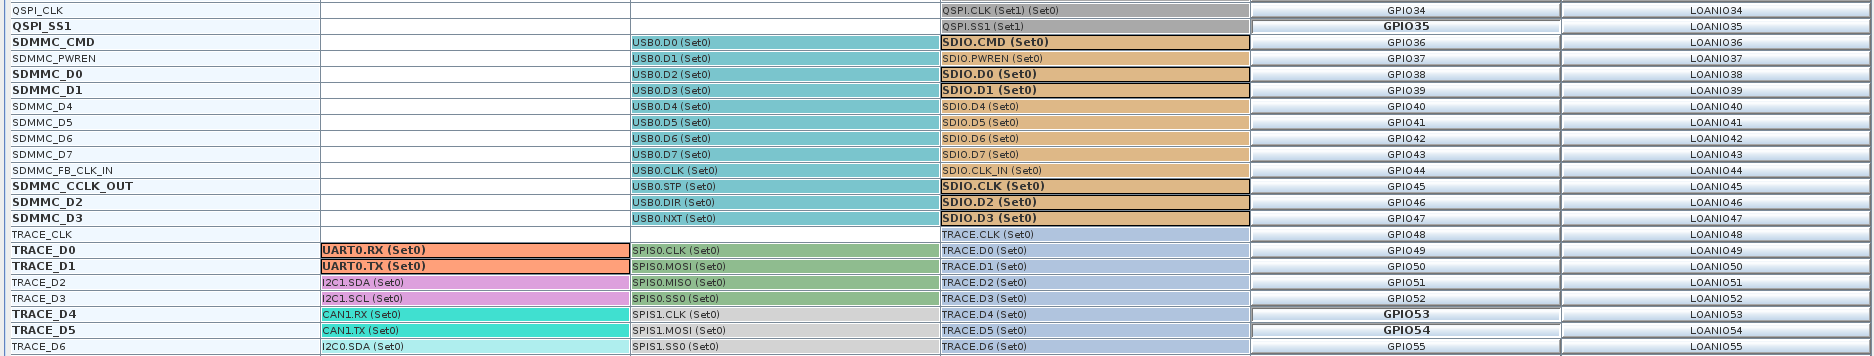 QSPI_CLK QSPI.CLK (Set1) (Set0) GPIO34 LOANIO34
QSPI_SS1 QSPI.SS1 (Set1) GPIO35 LOANIO35
SDMMC_CMD USB0.D0 (Set0) SDIO.CMD (Set0) GPIO36 LOANIO36
SDMMC_PWREN USB0.D1 (Set0) SDIO.PWREN (Set0) GPIO37 LOANIO37
SDMMC_D0 USB0.D2 (Set0) SDIO.D0 (Set0) GPIO38 LOANIO38
SDMMC_D1 USB0.D3 (Set0) SDIO.D1 (Set0) GPIO39 LOANIO39
SDMMC_D4 USB0.D4 (Set0) SDIO.D4 (Set0) GPIO40 LOANIO40
SDMMC_D5 USB0.D5 (Set0) SDIO.D5 (Set0) GPIO41 LOANIO41
SDMMC_D6 USB0.D6 (Set0) SDIO.D6 (Set0) GPIO42 LOANIO42
SDMMC_D7 USB0.D7 (Set0) SDIO.D7 (Set0) GPIO43 LOANIO43
SDMMC_FB_CLK_IN USB0.CLK (Set0) SDIO.CLK_IN (Set0) GPIO44 LOANIO44
SDMMC_CCLK_OUT USB0.STP (Set0) SDIO.CLK (Set0) GPIO45 LOANIO45
SDMMC_D2 USB0.DIR (Set0) SDIO.D2 (Set0) GPIO46 LOANIO46
SDMMC_D3 USB0.NXT (Set0) SDIO.D3 (Set0) GPIO47 LOANIO47
TRACE_CLK TRACE.CLK (Set0) GPIO48 LOANIO48
TRACE_D0 UART0.RX (Set0) SPIS0.CLK (Set0) TRACE.D0 (Set0) GPIO49 LOANIO49
TRACE_D1 UART0.TX (Set0) SPIS0.MOSI (Set0) TRACE.D1 (Set0) GPIO50 LOANIO50
TRACE_D2 I2C1.SDA (Set0) SPIS0.MISO (Set0) TRACE.D2 (Set0) GPIO51 LOANIO51
TRACE_D3 I2C1.SCL (Set0) SPIS0.SS0 (Set0) TRACE.D3 (Set0) GPIO52 LOANIO52
TRACE_D4 CAN1.RX (Set0) SPIS1.CLK (Set0) TRACE.D4 (Set0) GPIO53 LOANIO53
TRACE_D5 CAN1.TX (Set0) SPIS1.MOSI (Set0) TRACE.D5 (Set0) GPIO54 LOANIO54
TRACE_D6 I2C0.SDA (Set0) SPIS1.SS0 (Set0) TRACE.D6 (Set0) GPIO55 LOANIO55